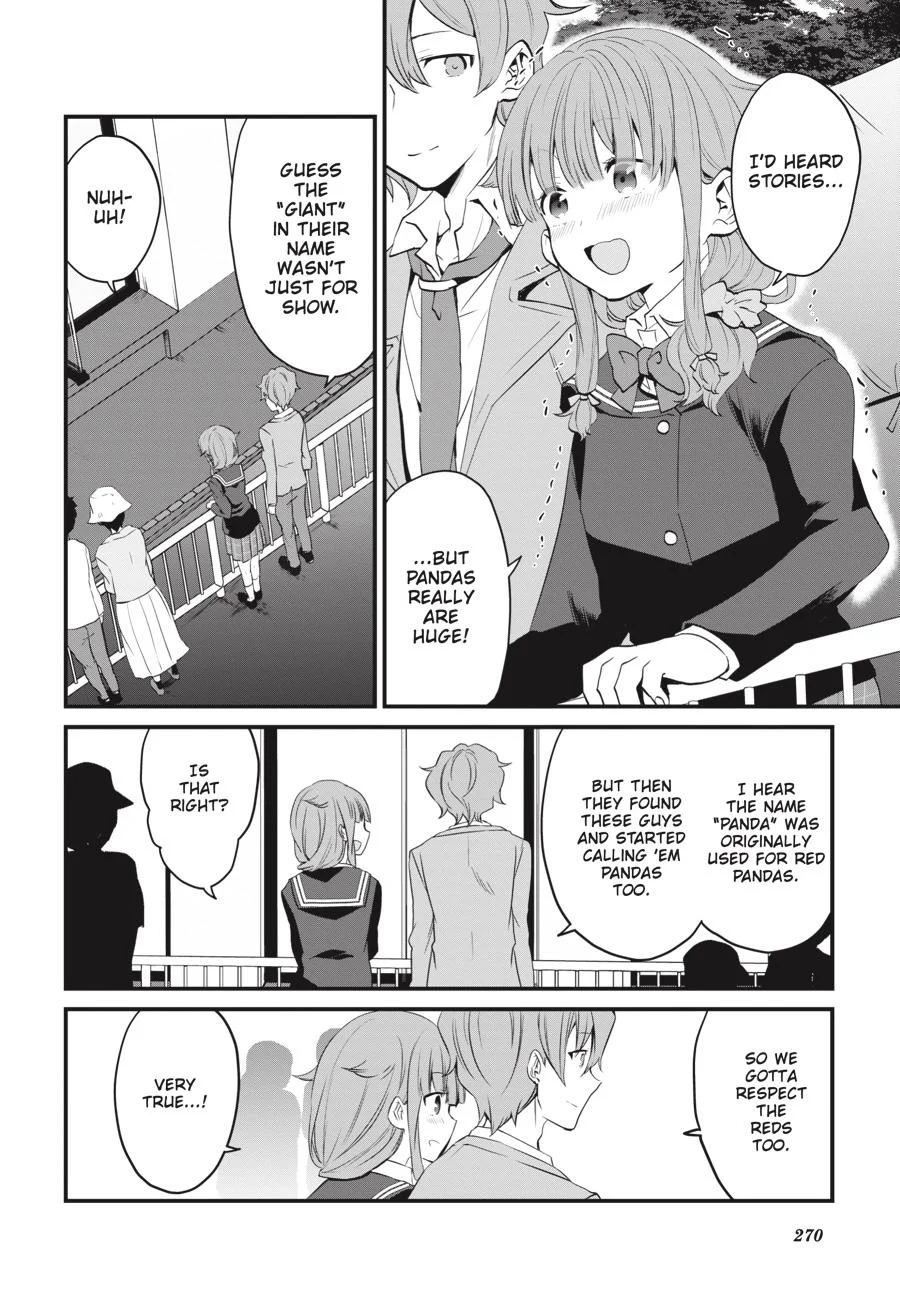 I'D HEARD
STORIES...
...BUT
PANDAS
REALLY
ARE
HUGE!
GUESS
THE
"GIANT"
IN THEIR
NAME
WASN'T
JUST FOR
SHOW.
NUH-
UH!
I HEAR
THE NAME
"PANDA" WAS
ORIGINALLY
USED FOR RED
PANDAS.
BUT THEN
THEY FOUND
THESE GUYS
AND STARTED
CALLING 'EM
PANDAS
TOO.
IS
THAT
RIGHT?
SO WE
GOTTA
RESPECT
THE
REDS
TOO.
VERY
TRUE...!
270